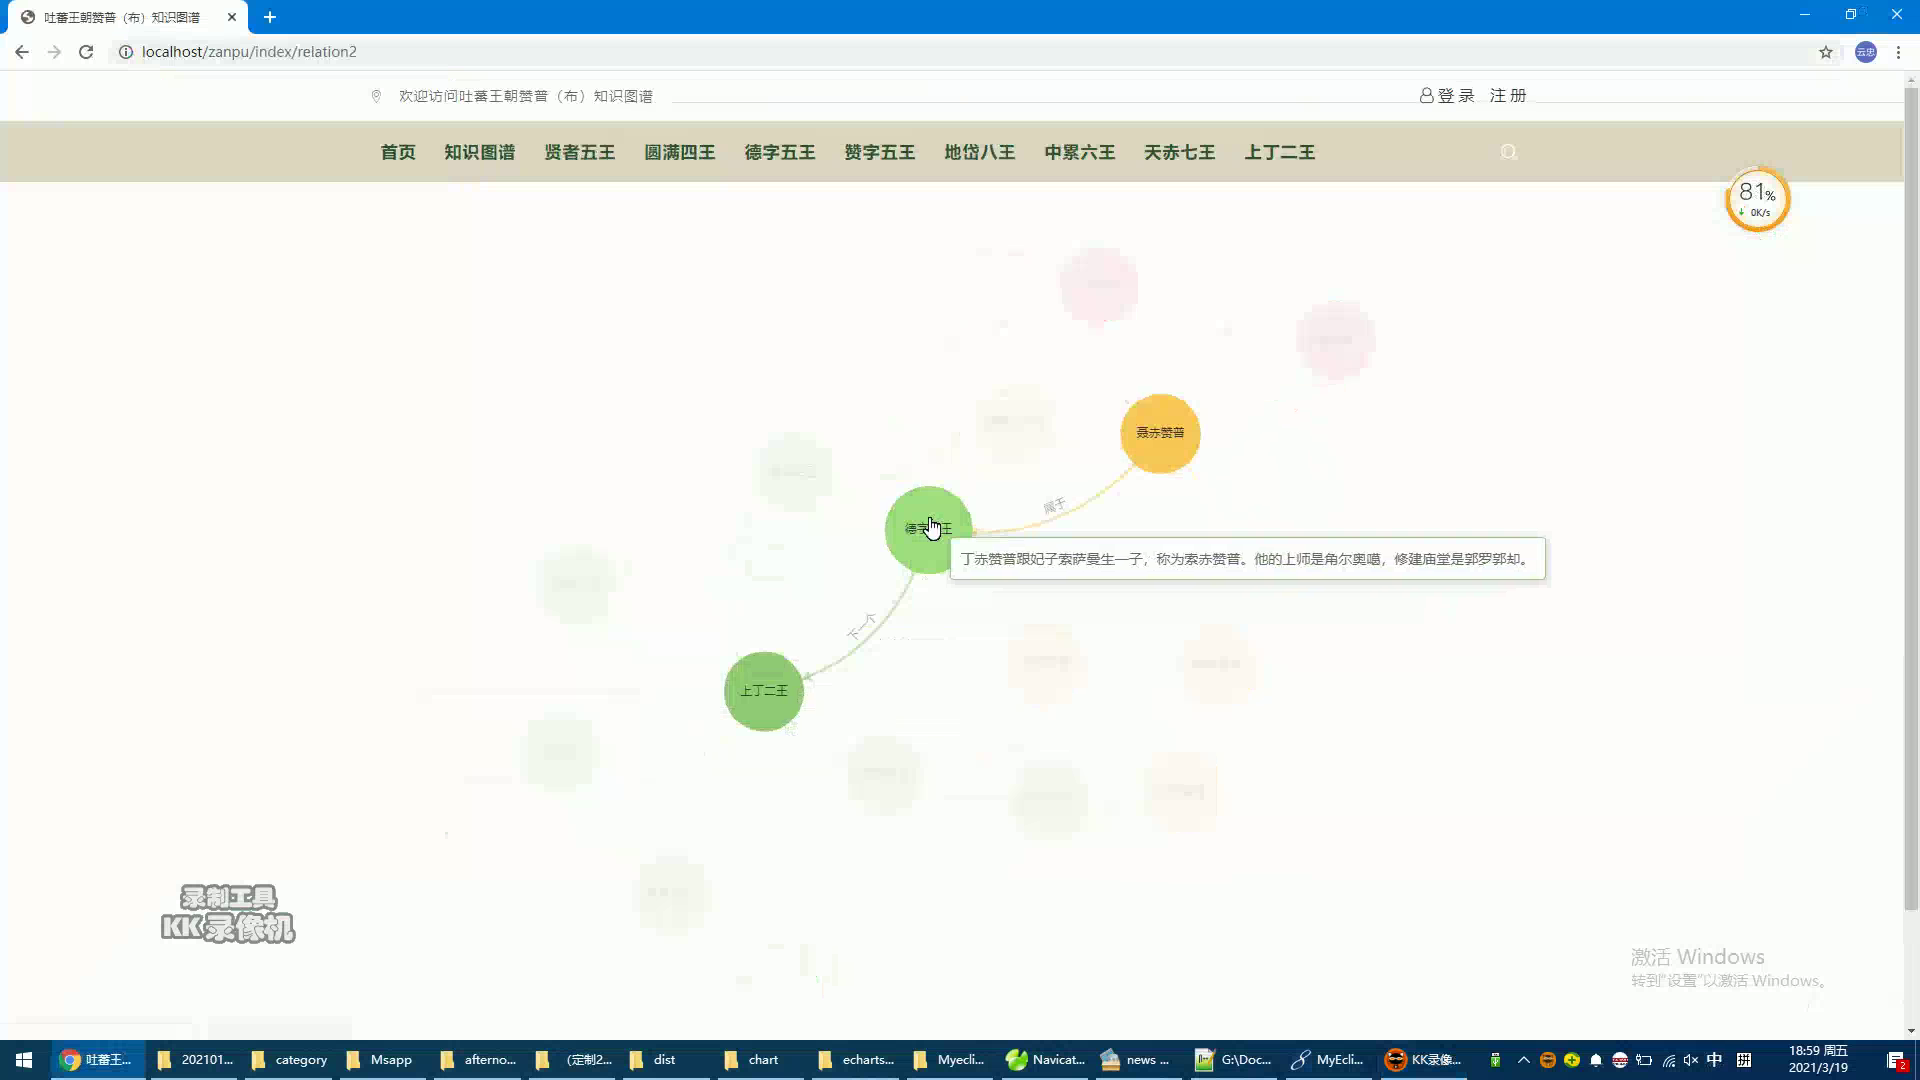 吐蕃王朝赞普（布）知识图谱
localhost/zanpu/index/relation2
云忠
欢迎访问吐蕃王朝赞普（布）知识图谱
登 录 注 册
首页 知识图谱 贤者五王 圆满四王 德字五王 赞字五王 地岱八王 中累六王 天赤七王 上丁二王
81%
0K/s
聂赤赞普
属于
德字 王
丁赤赞普跟妃子索萨曼生一子，称为索赤赞普。他的上师是角尔奥噶，修建庙堂是郭罗郭却。
下一个
上丁二王
录制工具
KK录像机
激活 Windows
转到"设置"以激活 Windows。
吐蕃王... 202101... category Msapp afterno... (定制2... dist chart echarts... Myecli... Navicat... news ... G:\Doc... MyEcli... KK录像... 中 拼 18:59 周五
2021/3/19
2